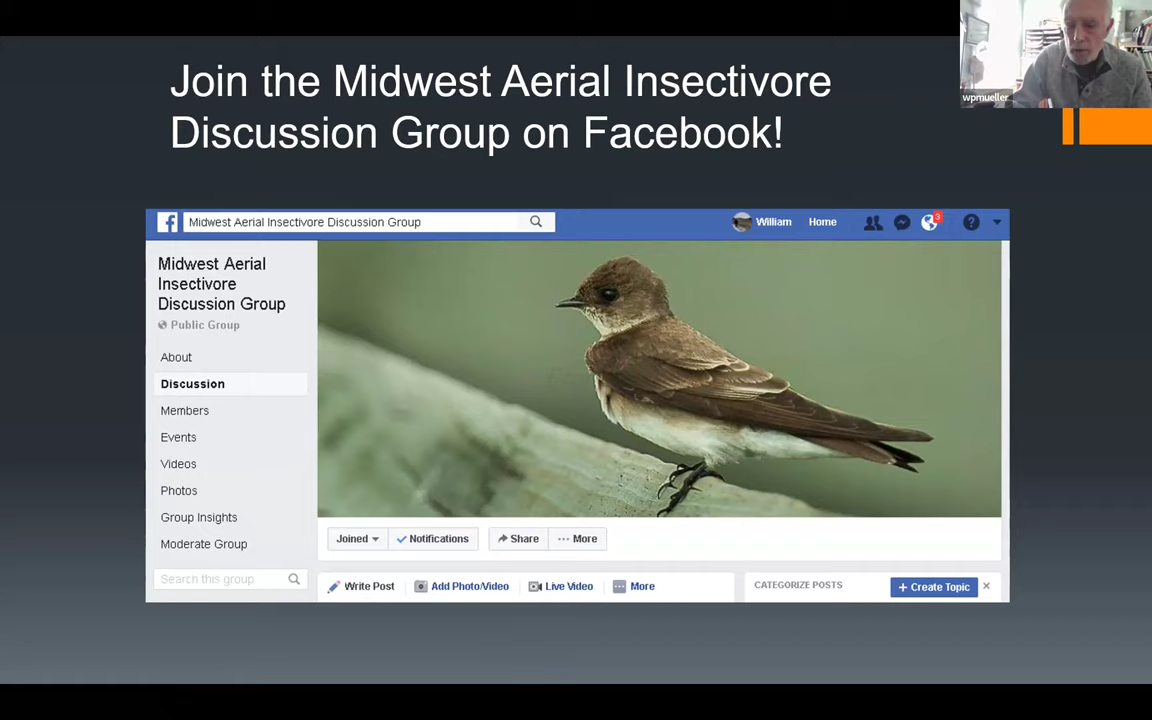 Join the Midwest Aerial Insectivore
Discussion Group on Facebook!
wpmueller
f Midwest Aerial Insectivore Discussion Group
William Home 3 ?
Midwest Aerial
Insectivore
Discussion Group
Public Group
About
Discussion
Members
Events
Videos
Photos
Group Insights
Moderate Group
Search this group
Joined Notifications Share More
Write Post Add Photo/Video Live Video More
CATEGORIZE POSTS + Create Topic ×